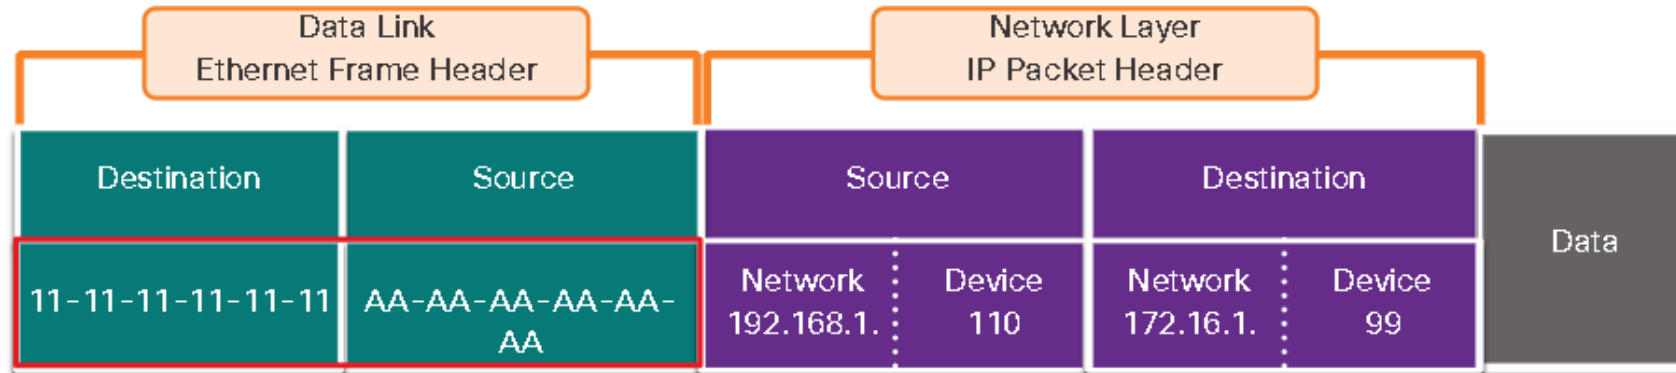 Data Link
Ethernet Frame Header
Network Layer
IP Packet Header
Destination
Source
Source
Destination
Data
11-11-11-11-11-11
AA-AA-AA-AA-AA-
AA
Network
192.168.1.
Device
110
Network
172.16.1.
Device
99